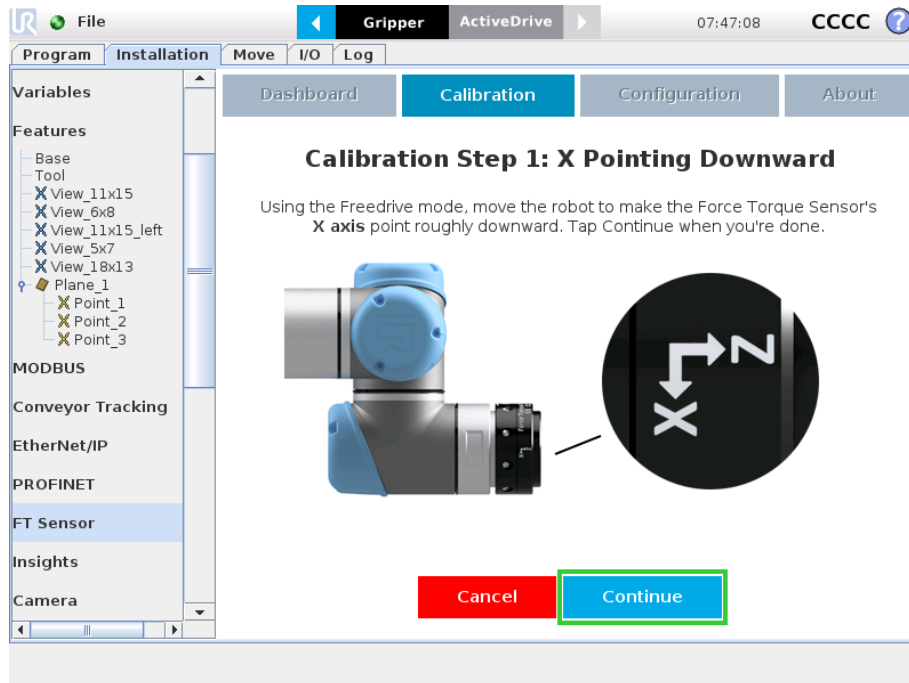 File
Gripper
ActiveDrive
07:47:08
CCCC
?
Program
Installation
Move
I/O
Log
Variables
Features
Base
Tool
View_11x15
View_6x8
View_11x15_left
View_5x7
View_18x13
Plane_1
Point_1
Point_2
Point_3
MODBUS
Conveyor Tracking
EtherNet/IP
PROFINET
FT Sensor
Insights
Camera
Dashboard
Calibration
Configuration
About
Calibration Step 1: X Pointing Downward
Using the Freedrive mode, move the robot to make the Force Torque Sensor's
X axis point roughly downward. Tap Continue when you're done.
X
Z
Cancel
Continue